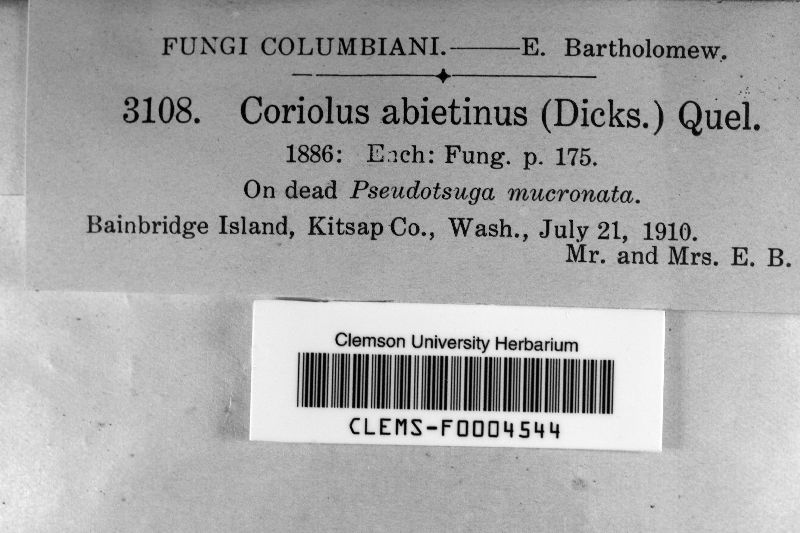 FUNGI COLUMBIANI.——E. Bartholomew.
3108. Coriolus abietinus (Dicks.) Quel.
1886: Ench: Fung. p. 175.
On dead Pseudotsuga mucronata.
Bainbridge Island, Kitsap Co., Wash., July 21, 1910.
Mr. and Mrs. E. B.
Clemson University Herbarium
CLEMS-F0004544